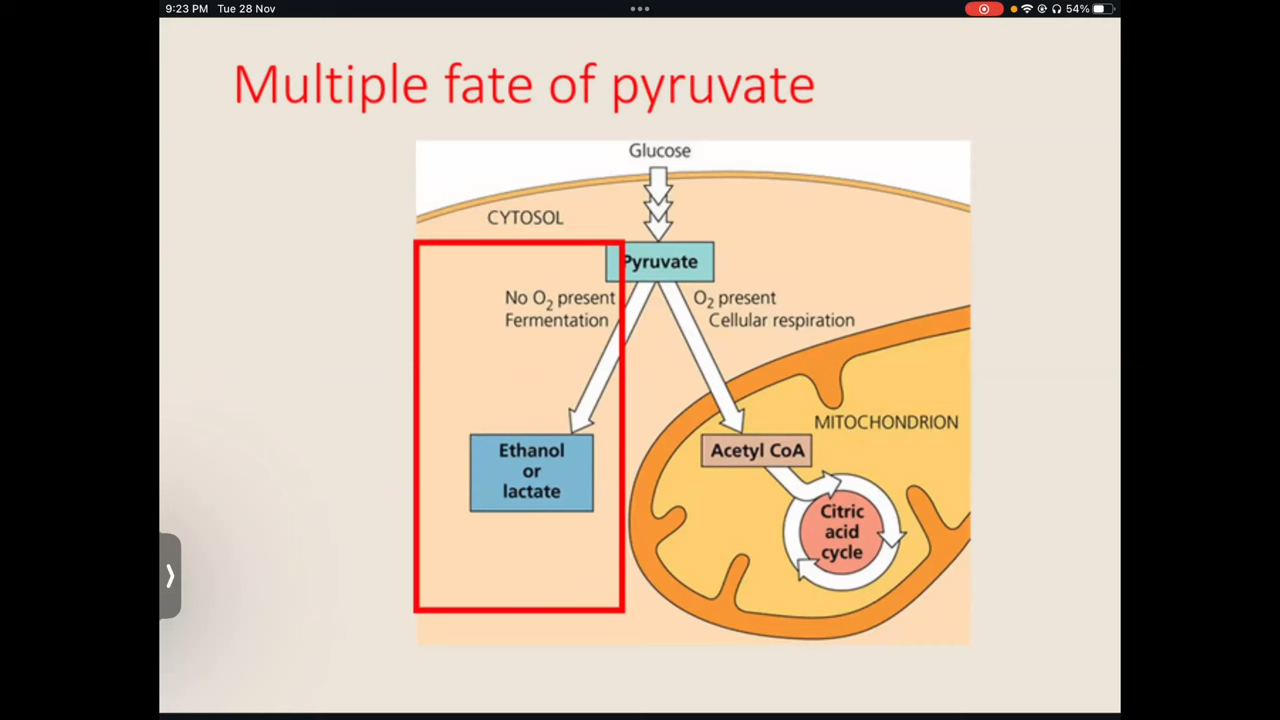 9:23 PM Tue 28 Nov
54%
Multiple fate of pyruvate
Glucose
CYTOSOL
Pyruvate
No O₂ present
Fermentation
O₂ present
Cellular respiration
MITOCHONDRION
Ethanol
or
lactate
Acetyl CoA
Citric
acid
cycle